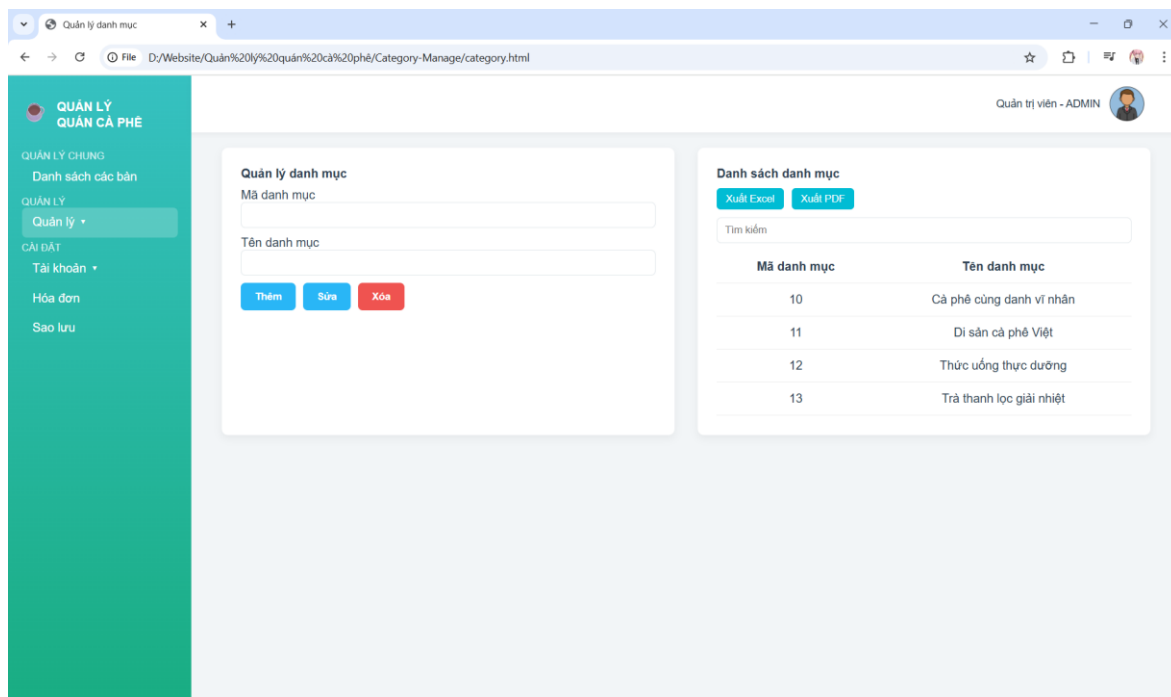 Quản lý danh mục
File D:/Website/Quản%20lý%20quán%20cà%20phê/Category-Manage/category.html
QUẢN LÝ
QUÁN CÀ PHÊ
Quản trị viên - ADMIN
QUẢN LÝ CHUNG
Danh sách các bàn
QUẢN LÝ
Quản lý
CÀI ĐẶT
Tài khoản
Hóa đơn
Sao lưu
Quản lý danh mục
Mã danh mục
Tên danh mục
Thêm Sửa Xóa
Danh sách danh mục
Xuất Excel Xuất PDF
Tìm kiếm
Mã danh mục Tên danh mục
10 Cà phê cùng danh vĩ nhân
11 Di sản cà phê Việt
12 Thức uống thực dưỡng
13 Trà thanh lọc giải nhiệt